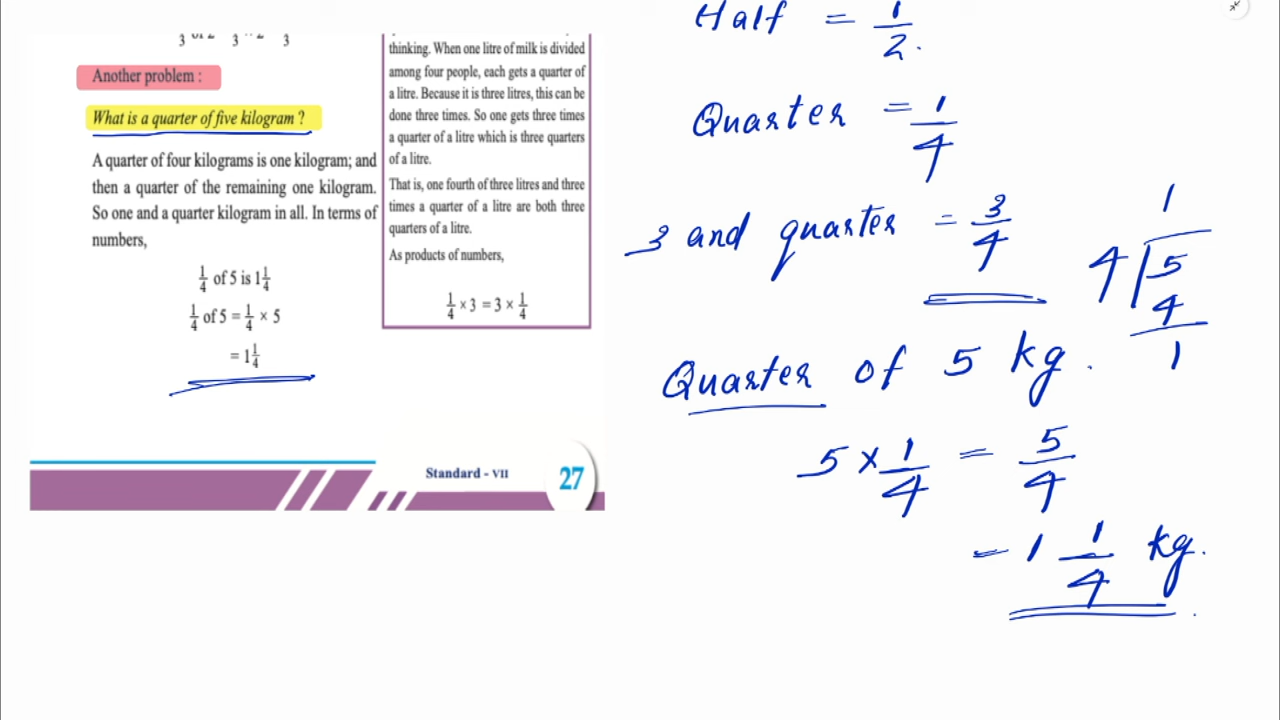 Another problem :
What is a quarter of five kilogram ?
A quarter of four kilograms is one kilogram; and
then a quarter of the remaining one kilogram.
So one and a quarter kilogram in all. In terms of
numbers,
1/4 of 5 is 1 1/4
1/4 of 5 = 1/4 × 5
= 1 1/4
thinking. When one litre of milk is divided
among four people, each gets a quarter of
a litre. Because it is three litres, this can be
done three times. So one gets three times
a quarter of a litre which is three quarters
of a litre.
That is, one fourth of three litres and three
times a quarter of a litre are both three
quarters of a litre.
As products of numbers,
1/4 × 3 = 3 × 1/4
Standard - VII
27
Half = 1/2.
Quarter = 1/4
3 and quarter = 3/4
1
4 5
4
1
Quarter of 5 kg.
5 × 1/4 = 5/4
= 1 1/4 kg.